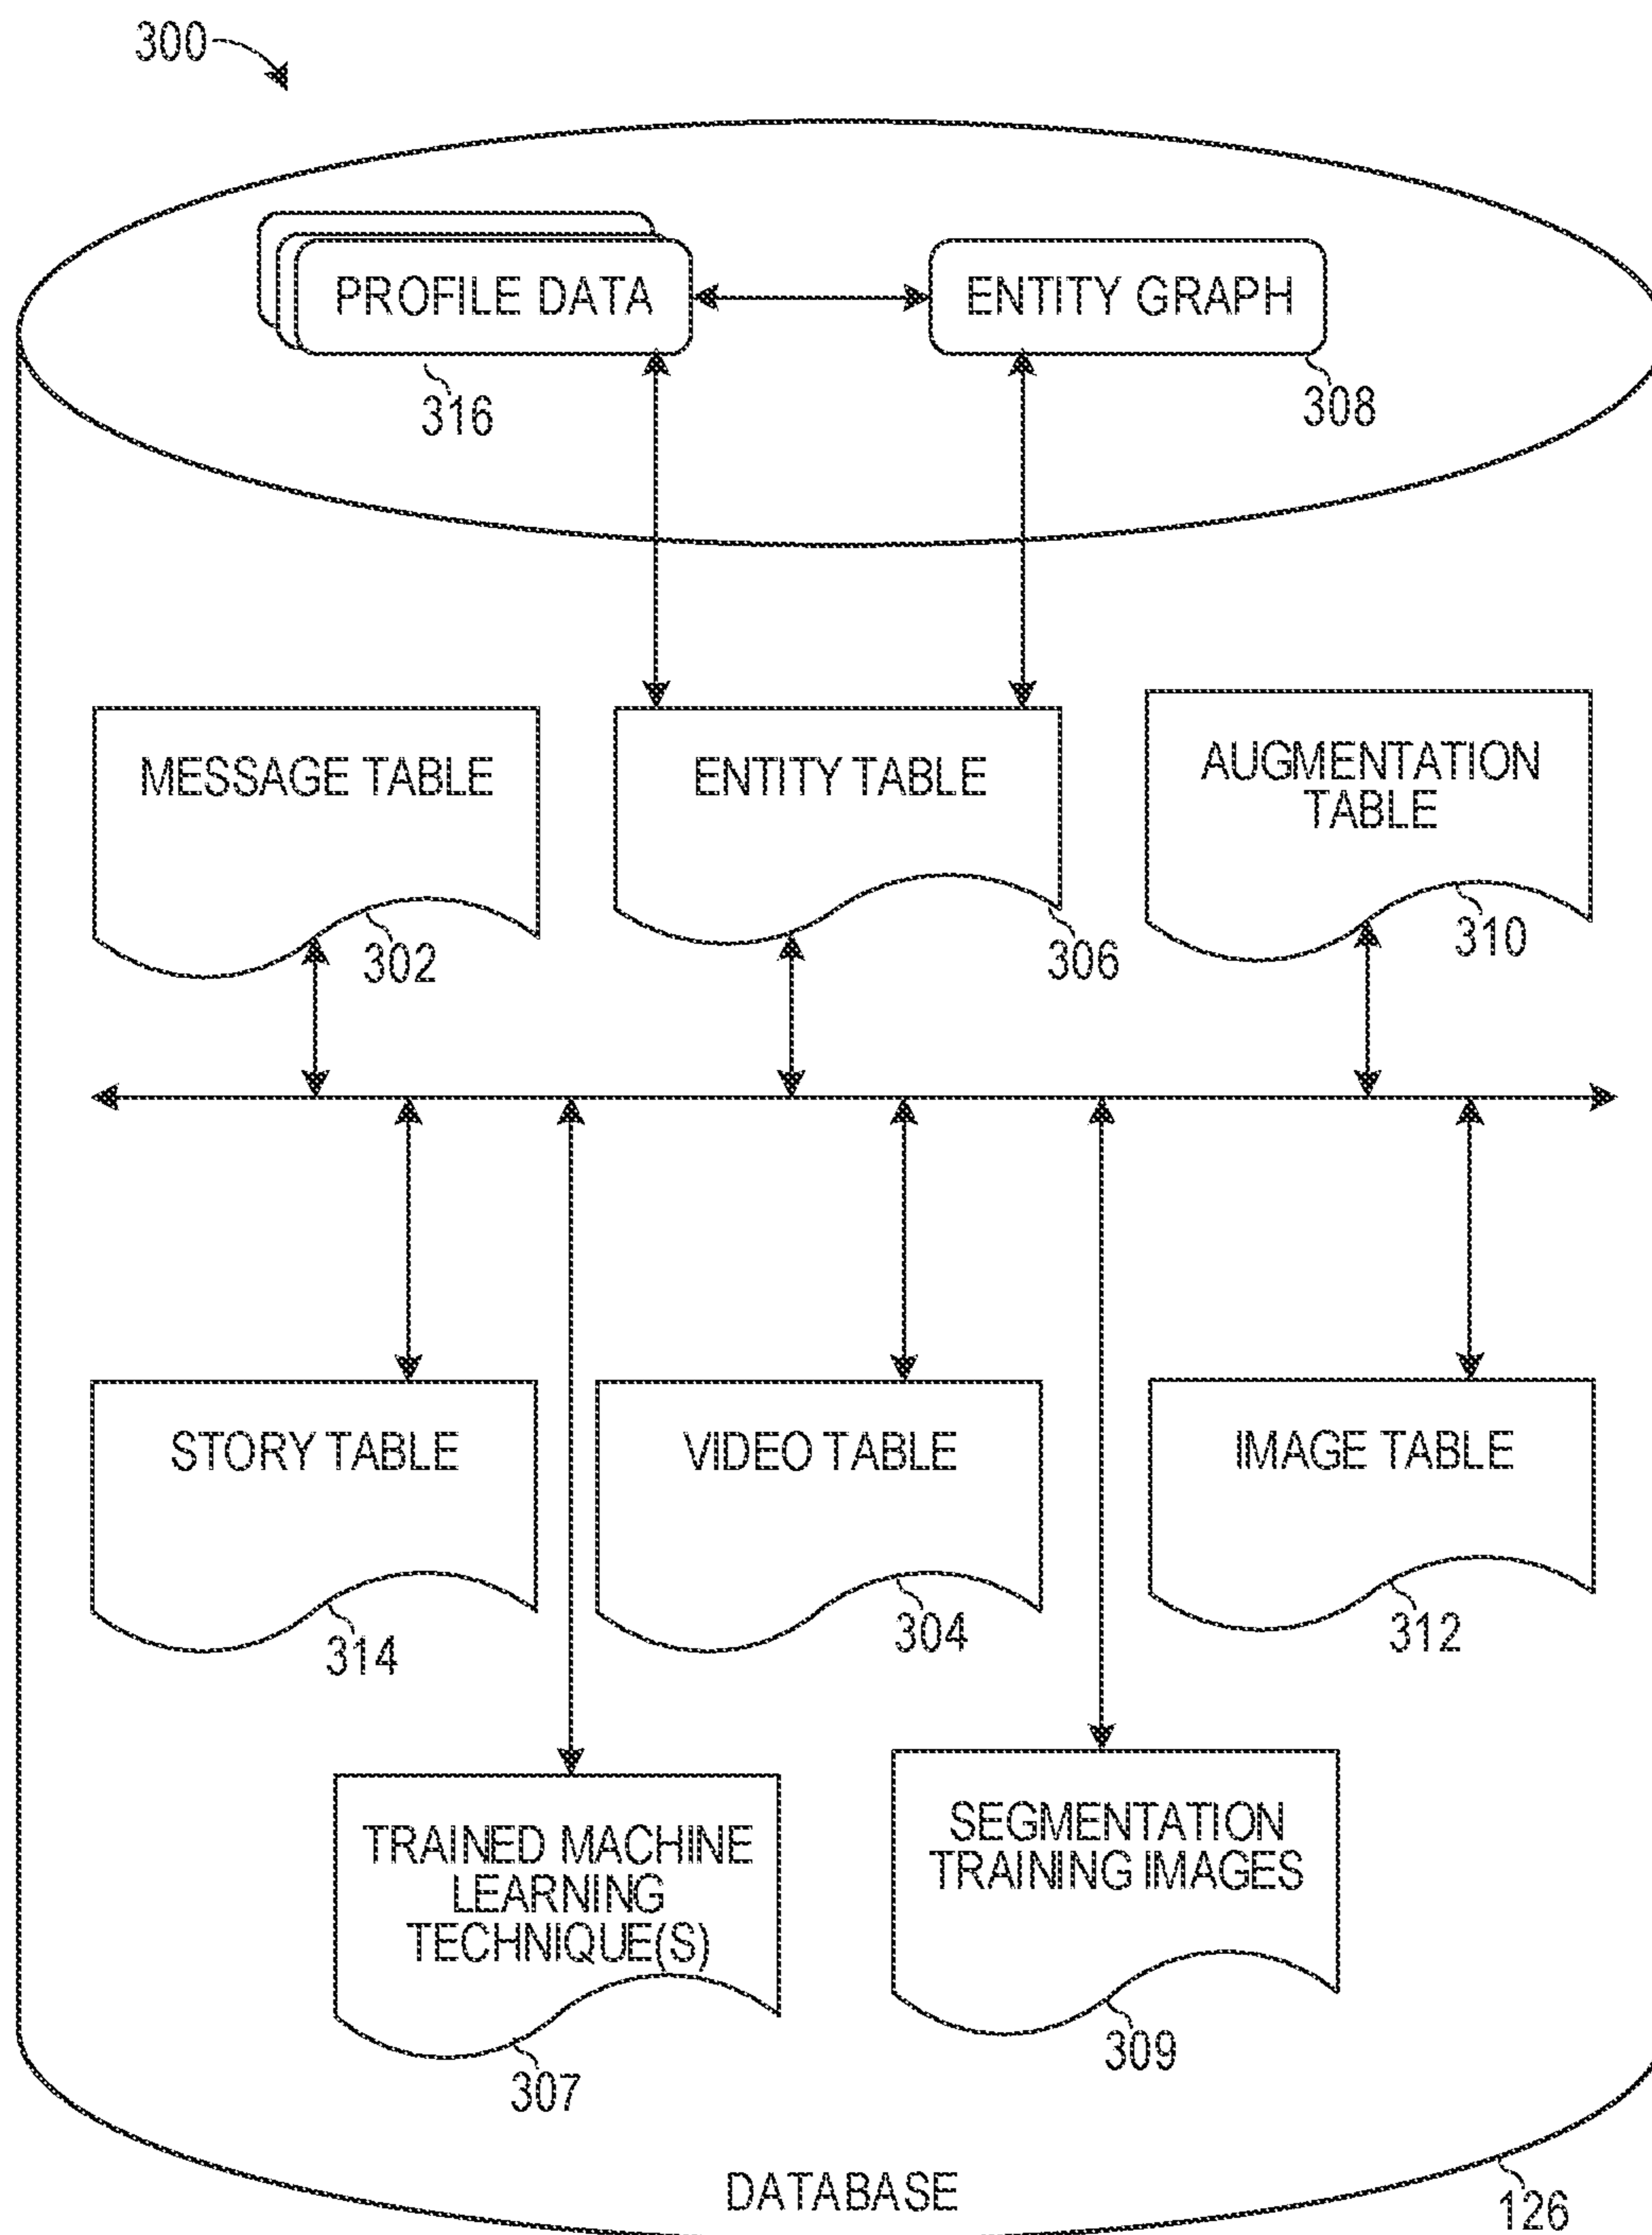 300
PROFILE DATA
ENTITY GRAPH
316
308
MESSAGE TABLE
ENTITY TABLE
AUGMENTATION
TABLE
302
306
310
STORY TABLE
VIDEO TABLE
IMAGE TABLE
314
304
312
TRAINED MACHINE
LEARNING
TECHNIQUE(S)
SEGMENTATION
TRAINING IMAGES
307
309
DATABASE
126